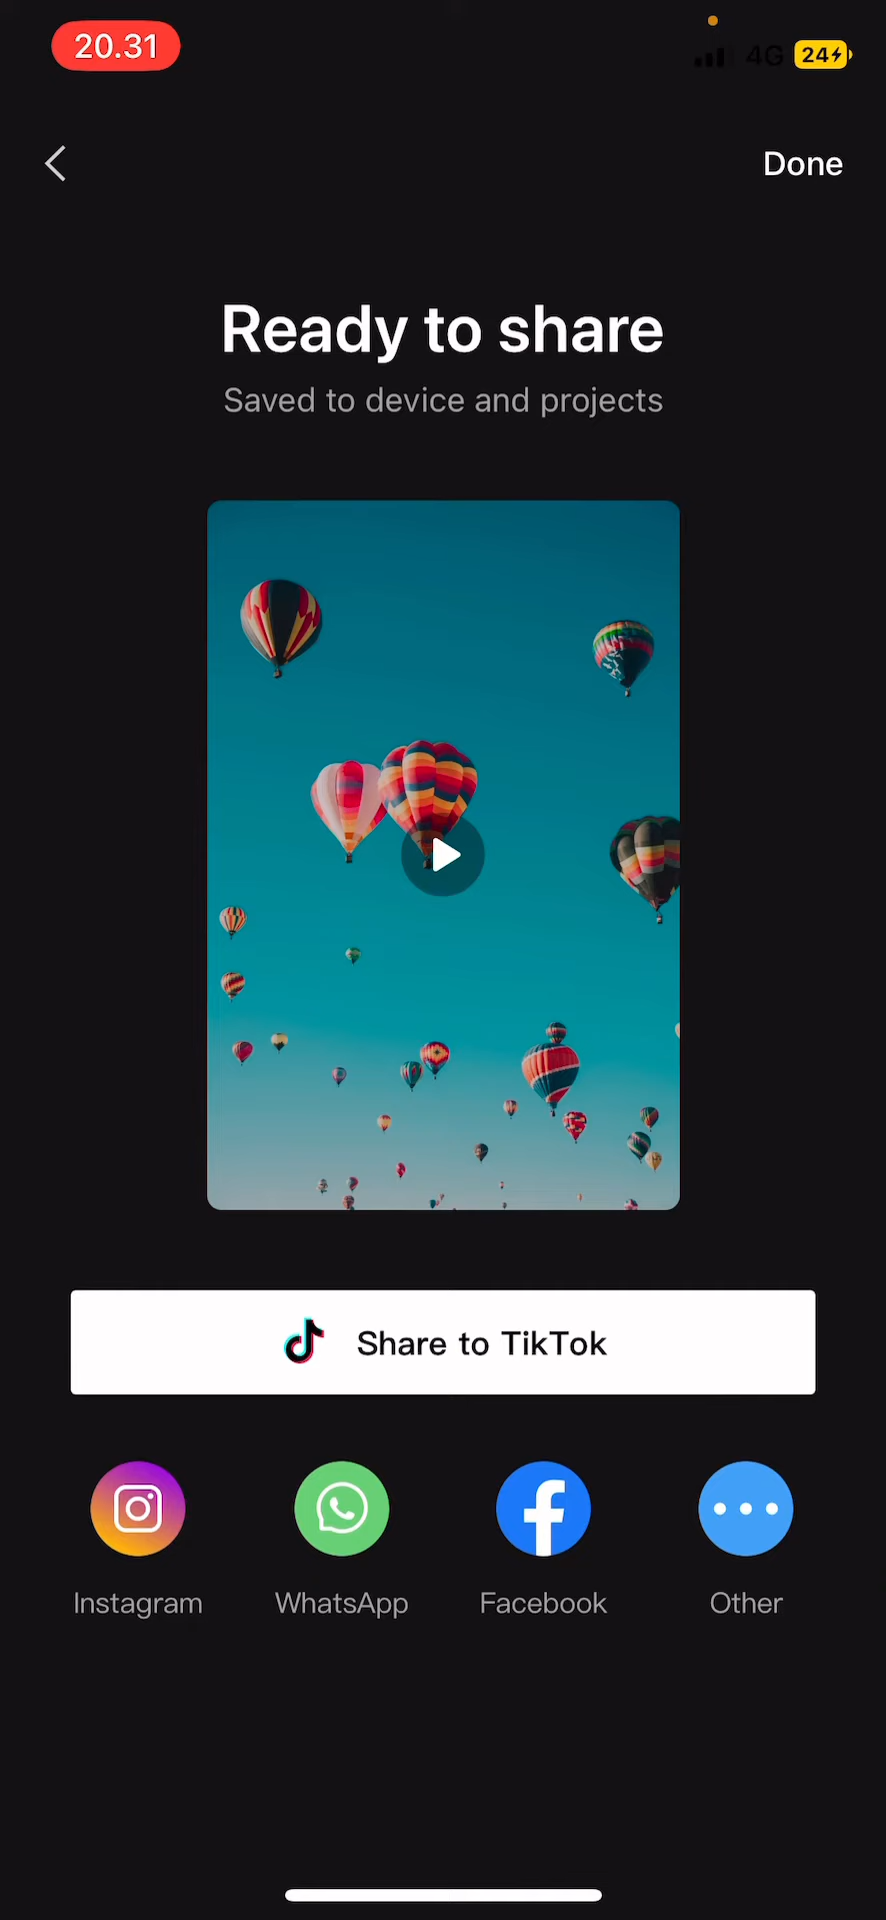 20.31
4G 24
Done
Ready to share
Saved to device and projects
Share to TikTok
Instagram WhatsApp Facebook Other